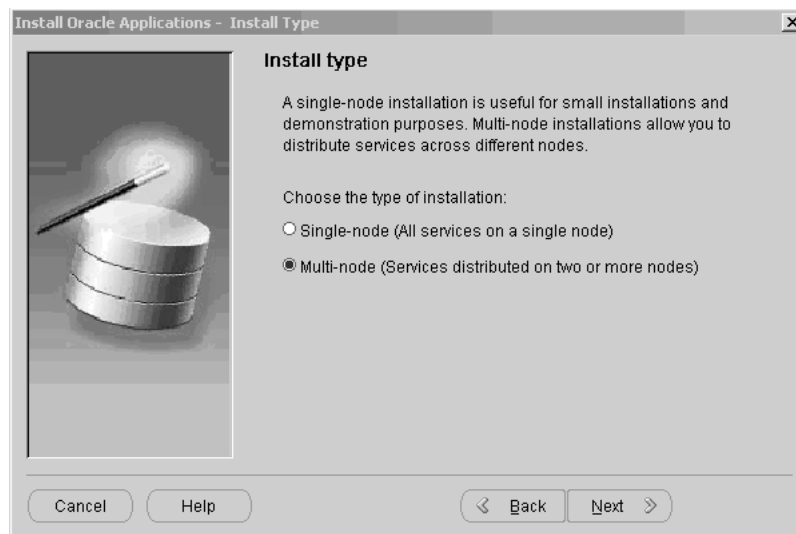 Install Oracle Applications - Install Type
Install type
A single-node installation is useful for small installations and
demonstration purposes. Multi-node installations allow you to
distribute services across different nodes.
Choose the type of installation:
Single-node (All services on a single node)
Multi-node (Services distributed on two or more nodes)
Cancel
Help
Back
Next